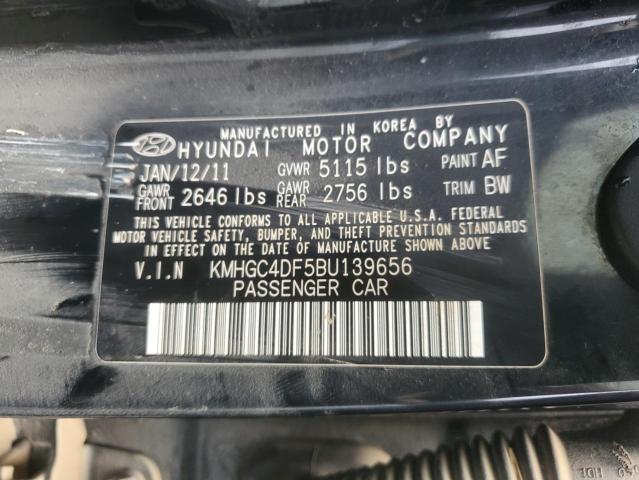 MANUFACTURED IN KOREA BY
HYUNDAI MOTOR COMPANY
JAN/12/11 GVWR 5115 lbs PAINT AF
GAWR FRONT 2646 lbs GAWR REAR 2756 lbs TRIM BW
THIS VEHICLE CONFORMS TO ALL APPLICABLE U.S.A. FEDERAL
MOTOR VEHICLE SAFETY, BUMPER, AND THEFT PREVENTION STANDARDS
IN EFFECT ON THE DATE OF MANUFACTURE SHOWN ABOVE.
V.I.N KMHGC4DF5BU139656
PASSENGER CAR